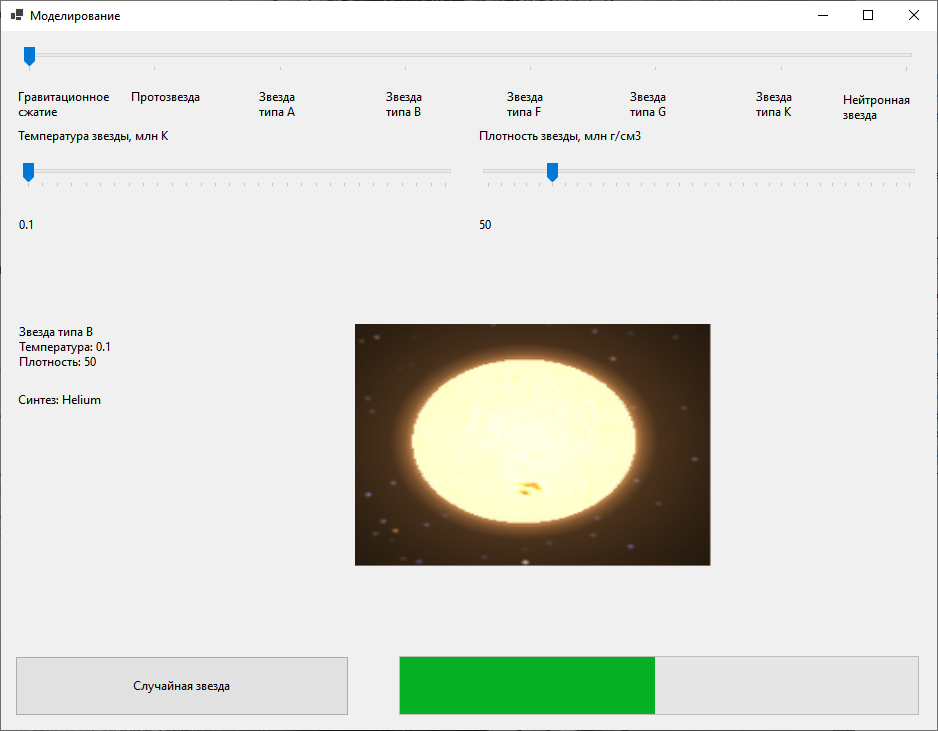 Моделирование
Гравитационное сжатие
Протозвезда
Звезда типа A
Звезда типа B
Звезда типа F
Звезда типа G
Звезда типа K
Нейтронная звезда
Температура звезды, млн К
Плотность звезды, млн г/см3
0.1
50
Звезда типа B
Температура: 0.1
Плотность: 50
Синтез: Helium
Случайная звезда